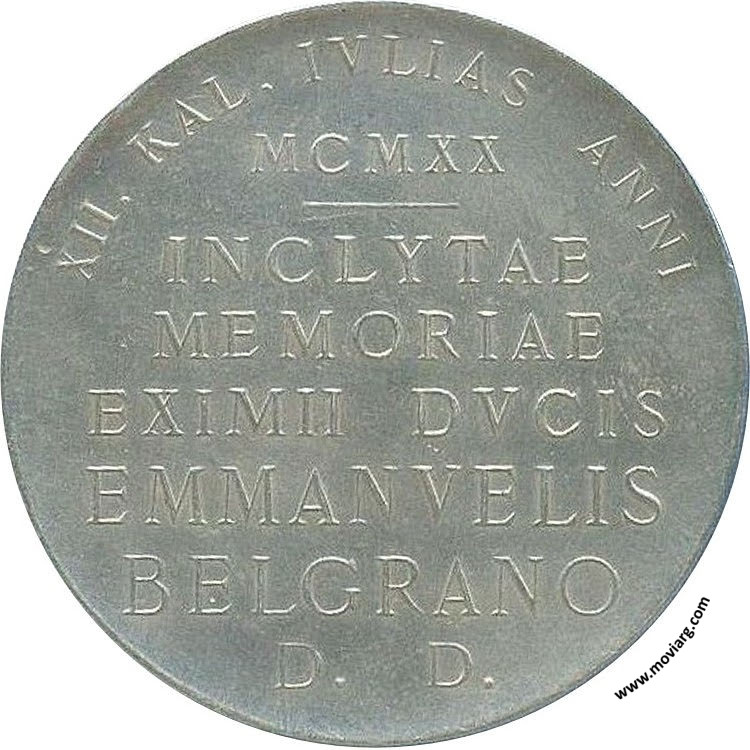 XII. KAL. IVLIAS ANNI
MCMXX
INCLYTAE
MEMORIAE
EXIMII DVCIS
EMMANVELIS
BELGRANO
D. D.
www.moviarg.com